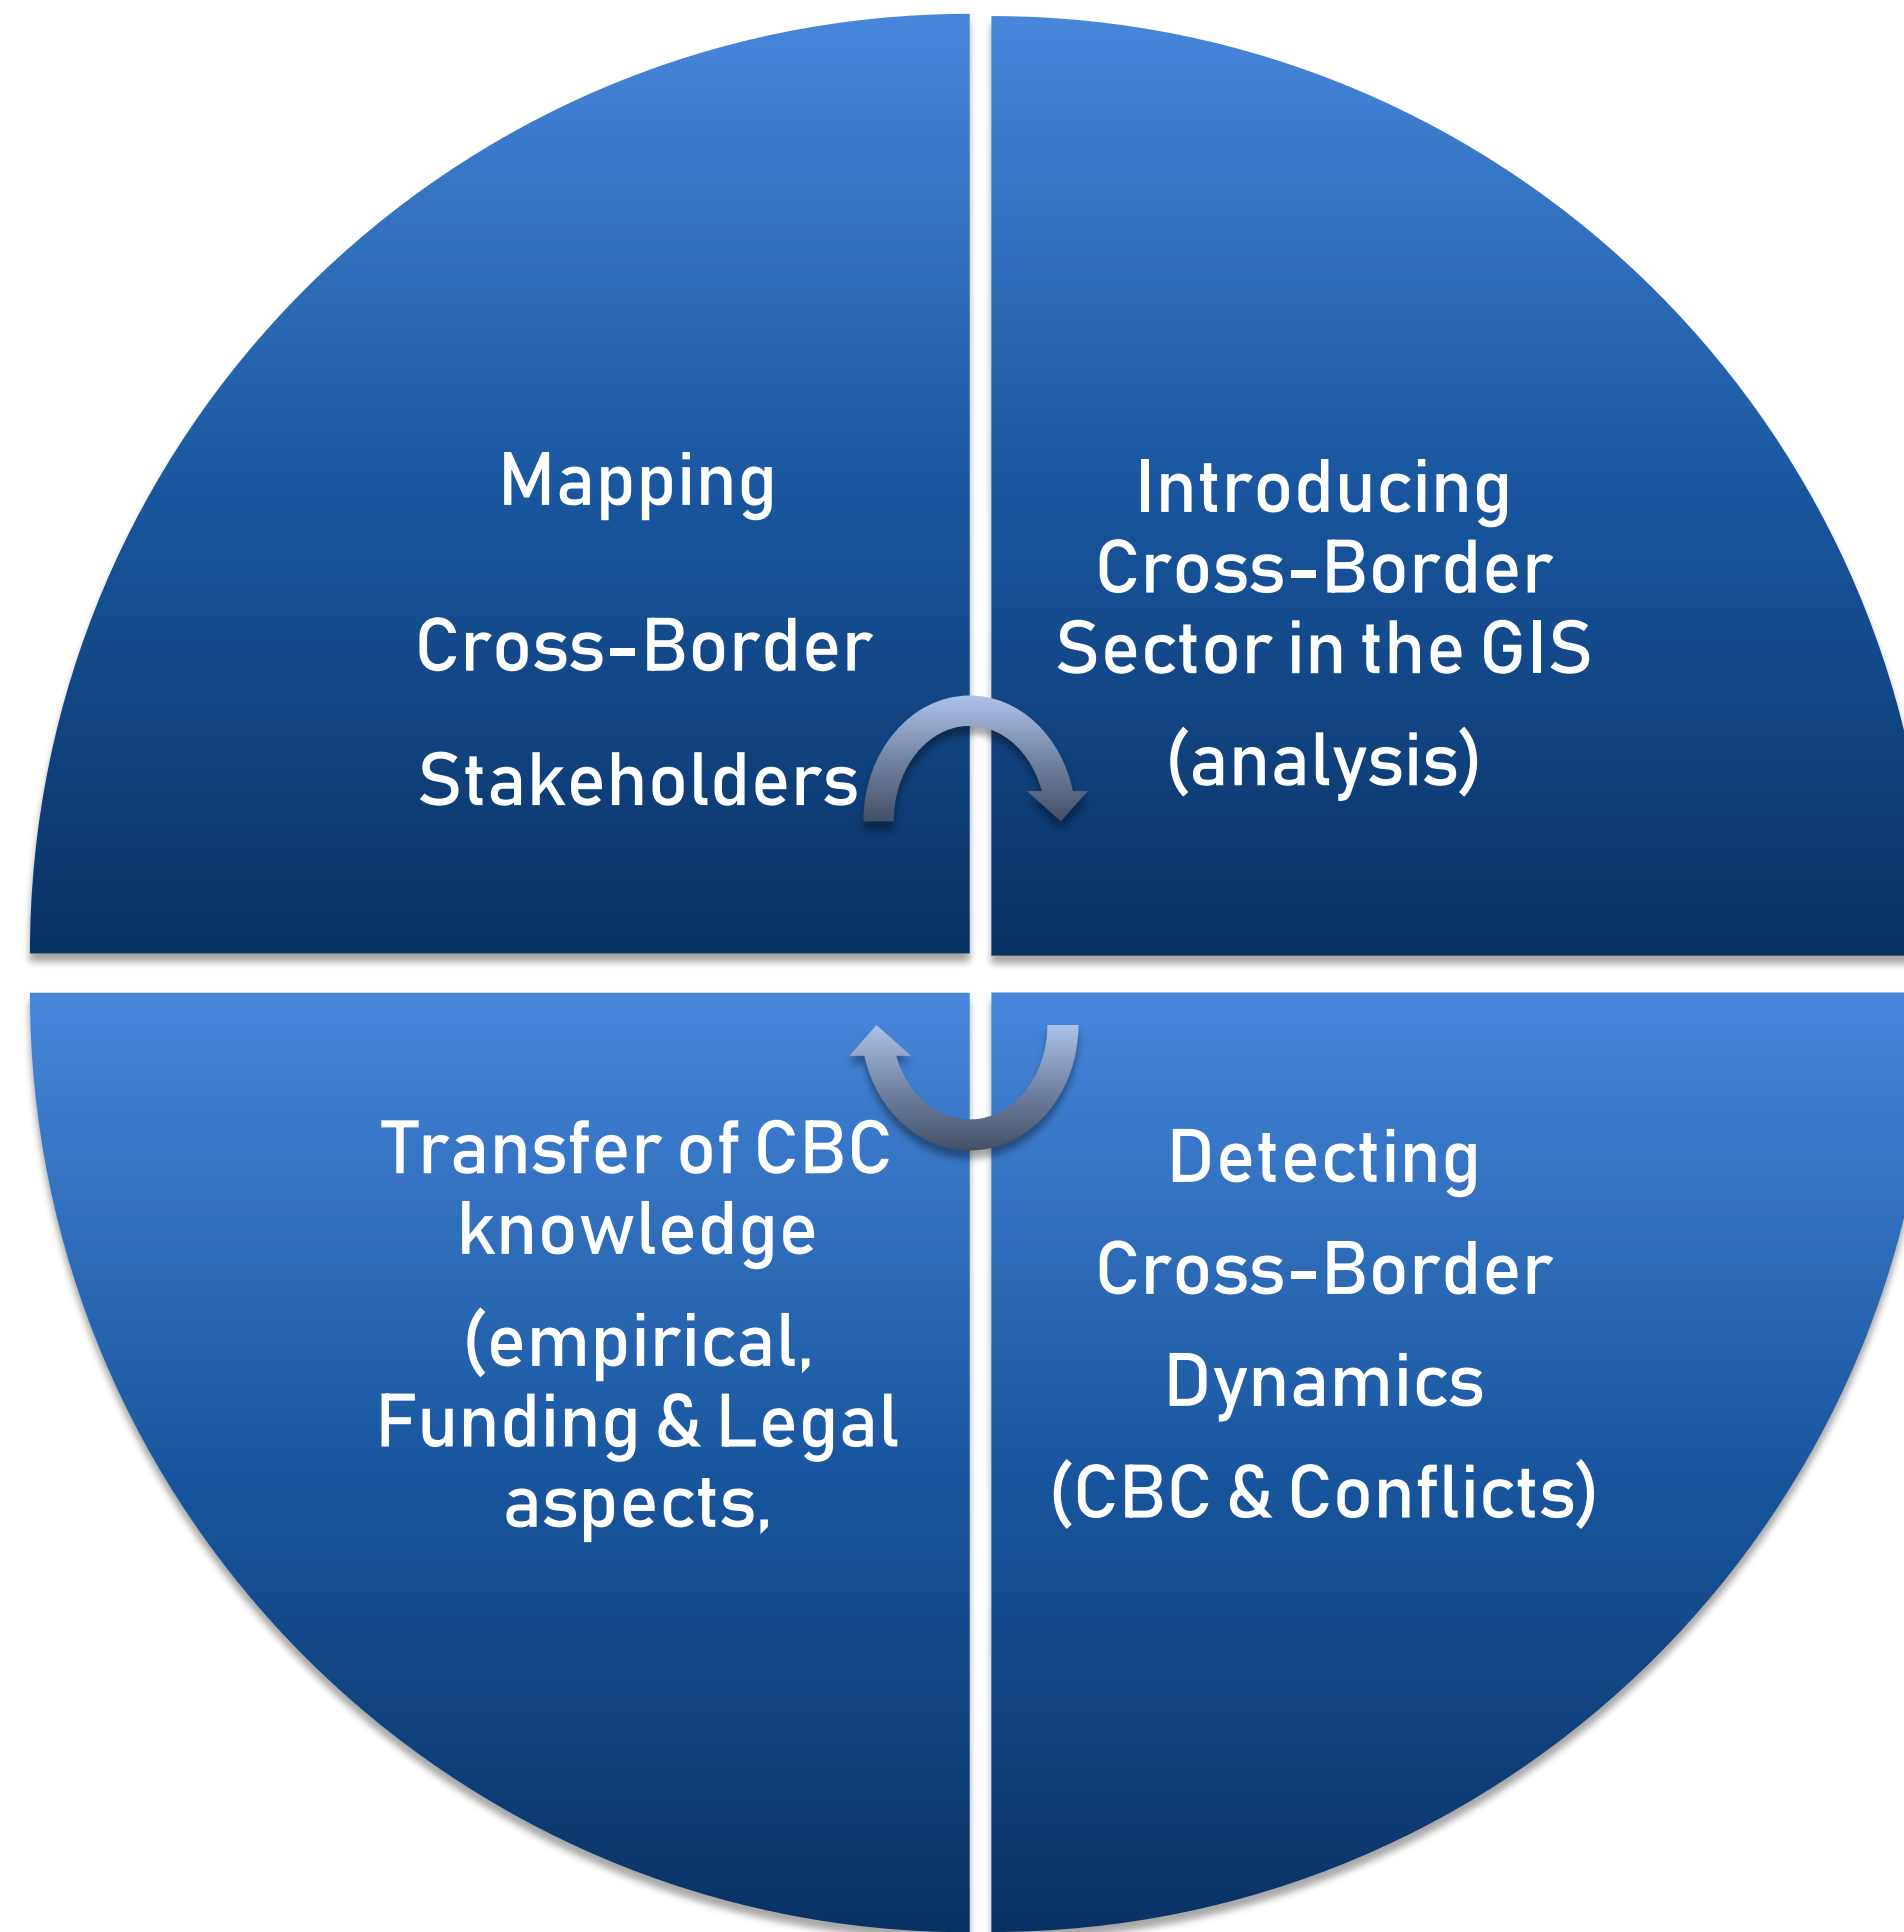 Mapping
Cross-Border
Stakeholders
Introducing
Cross-Border
Sector in the GIS
(analysis)
Transfer of CBC
knowledge
(empirical,
Funding & Legal
aspects,
Detecting
Cross-Border
Dynamics
(CBC & Conflicts)